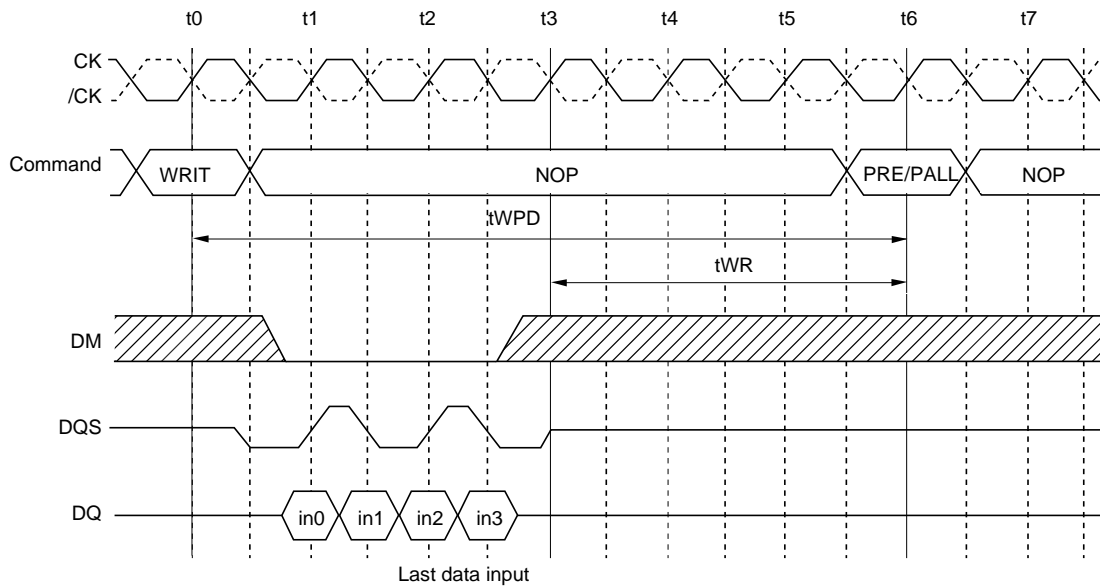 t0 t1 t2 t3 t4 t5 t6 t7
CK
/CK
Command WRIT NOP PRE/PALL NOP
tWPD
tWR
DM
DQS
DQ in0 in1 in2 in3
Last data input